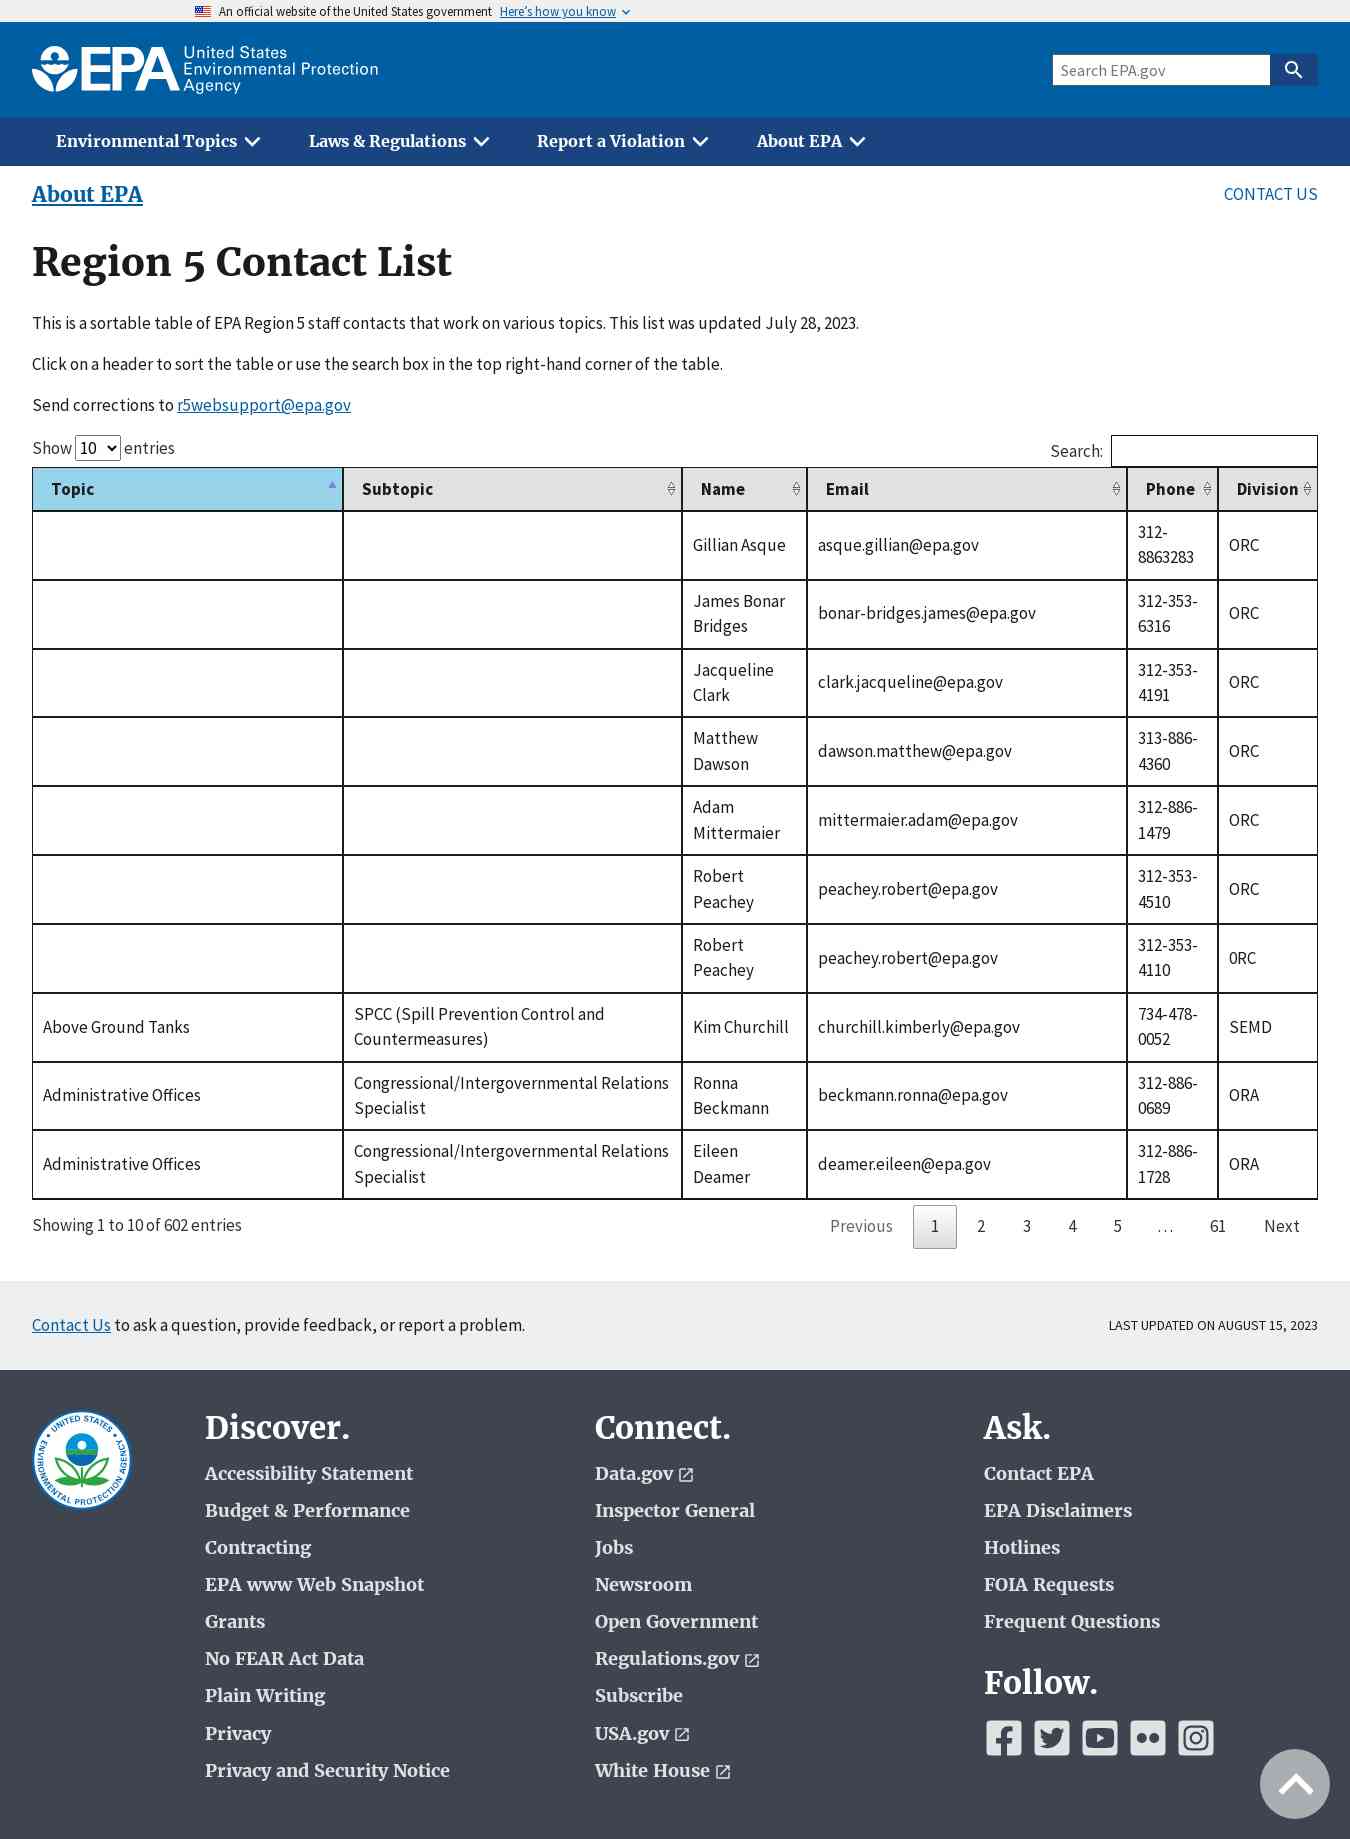 An official website of the United States government Here's how you know
EPA United States
Environmental Protection
Agency
Search EPA.gov
Environmental Topics Laws & Regulations Report a Violation About EPA
About EPA CONTACT US
Region 5 Contact List
This is a sortable table of EPA Region 5 staff contacts that work on various topics. This list was updated July 28, 2023.
Click on a header to sort the table or use the search box in the top right-hand corner of the table.
Send corrections to r5websupport@epa.gov
Show 10 entries Search:
Topic Subtopic Name Email Phone Division
Gillian Asque asque.gillian@epa.gov 312-
8863283 ORC
James Bonar
Bridges bonar-bridges.james@epa.gov 312-353-
6316 ORC
Jacqueline
Clark clark.jacqueline@epa.gov 312-353-
4191 ORC
Matthew
Dawson dawson.matthew@epa.gov 313-886-
4360 ORC
Adam
Mittermaier mittermaier.adam@epa.gov 312-886-
1479 ORC
Robert
Peachey peachey.robert@epa.gov 312-353-
4510 ORC
Robert
Peachey peachey.robert@epa.gov 312-353-
4110 0RC
Above Ground Tanks SPCC (Spill Prevention Control and
Countermeasures) Kim Churchill churchill.kimberly@epa.gov 734-478-
0052 SEMD
Administrative Offices Congressional/Intergovernmental Relations
Specialist Ronna
Beckmann beckmann.ronna@epa.gov 312-886-
0689 ORA
Administrative Offices Congressional/Intergovernmental Relations
Specialist Eileen
Deamer deamer.eileen@epa.gov 312-886-
1728 ORA
Showing 1 to 10 of 602 entries Previous 1 2 3 4 5 … 61 Next
Contact Us to ask a question, provide feedback, or report a problem. LAST UPDATED ON AUGUST 15, 2023
UNITED STATES
ENVIRONMENTAL PROTECTION AGENCY
Discover.
Accessibility Statement
Budget & Performance
Contracting
EPA www Web Snapshot
Grants
No FEAR Act Data
Plain Writing
Privacy
Privacy and Security Notice
Connect.
Data.gov
Inspector General
Jobs
Newsroom
Open Government
Regulations.gov
Subscribe
USA.gov
White House
Ask.
Contact EPA
EPA Disclaimers
Hotlines
FOIA Requests
Frequent Questions
Follow.